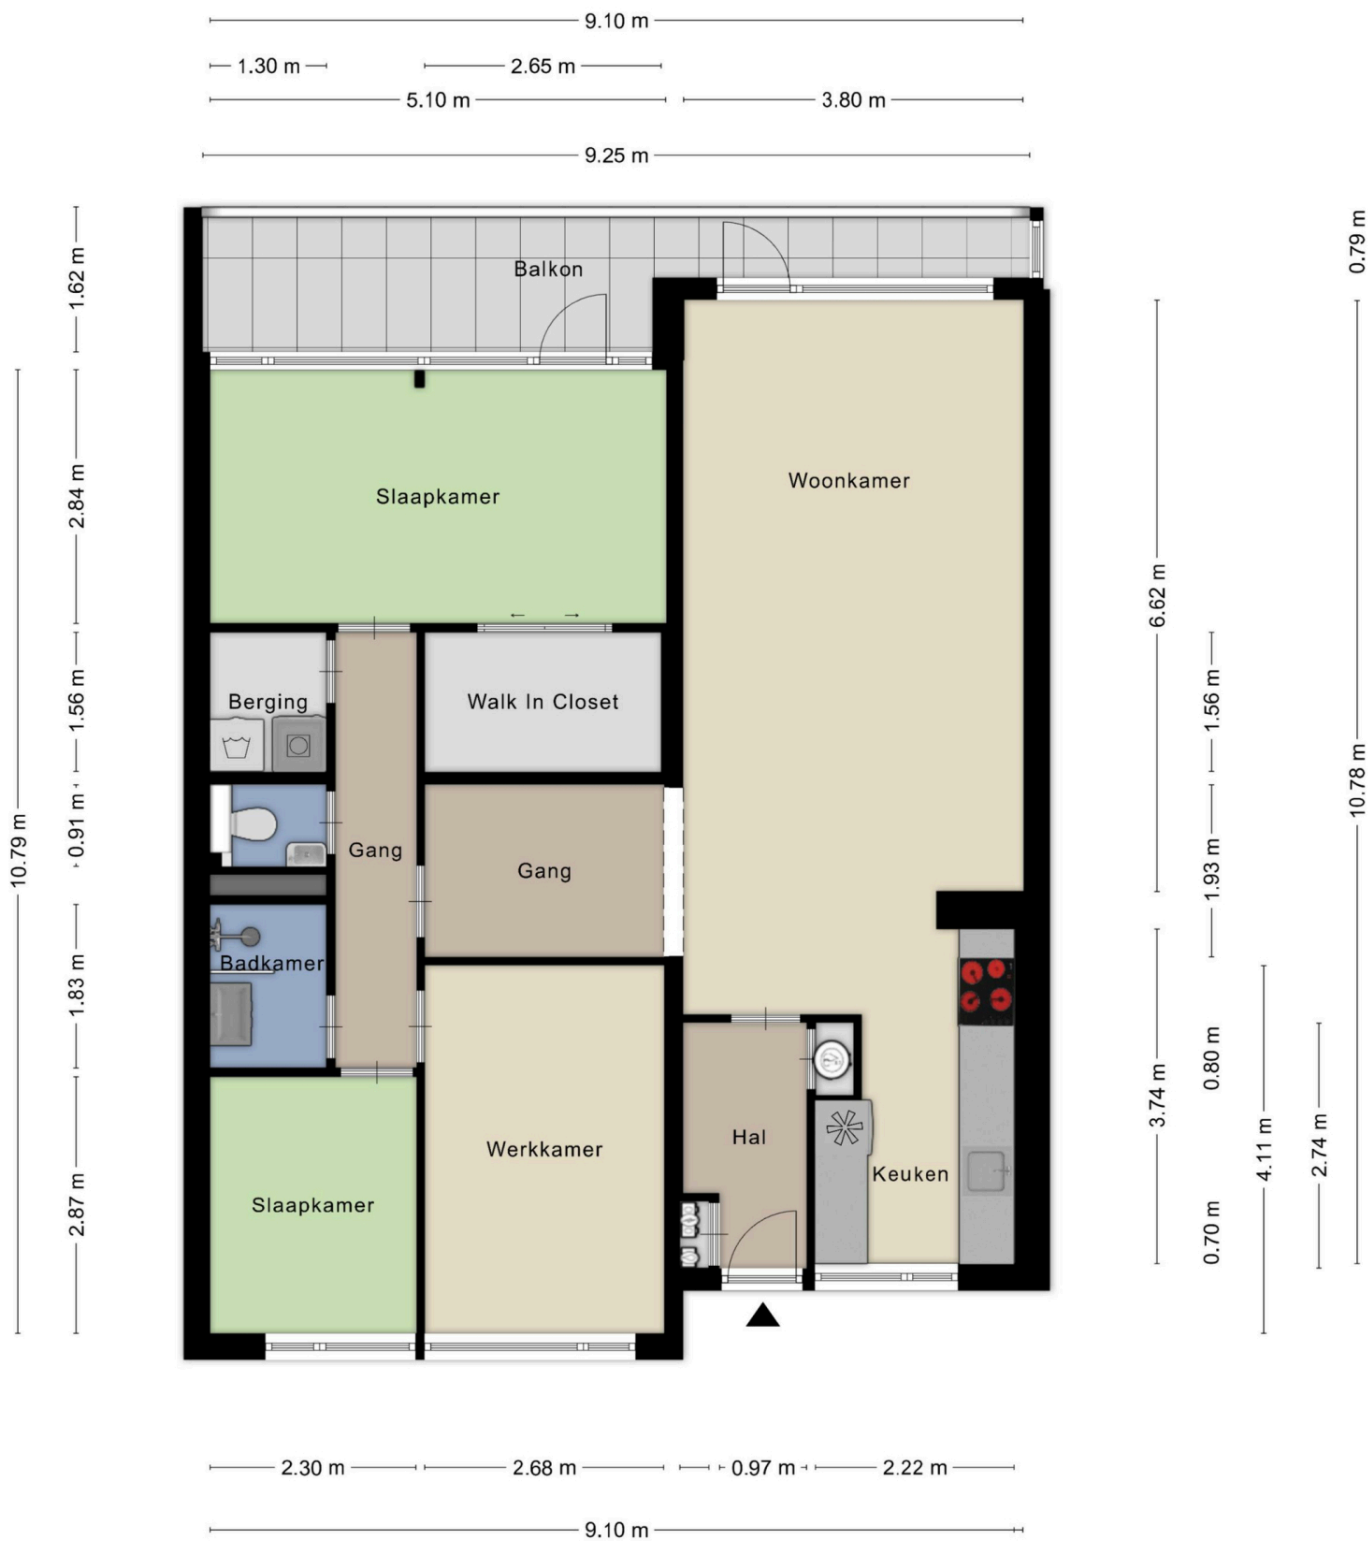 9.10 m
1.30 m
2.65 m
5.10 m
3.80 m
9.25 m
1.62 m
0.79 m
Balkon
2.84 m
Slaapkamer
Woonkamer
6.62 m
10.79 m
10.78 m
1.56 m
Berging
Walk In Closet
1.56 m
0.91 m
Gang
Gang
1.93 m
1.83 m
Badkamer
3.74 m
0.80 m
4.11 m
2.74 m
Hal
Werkkamer
Keuken
2.87 m
Slaapkamer
0.70 m
2.30 m
2.68 m
0.97 m
2.22 m
9.10 m